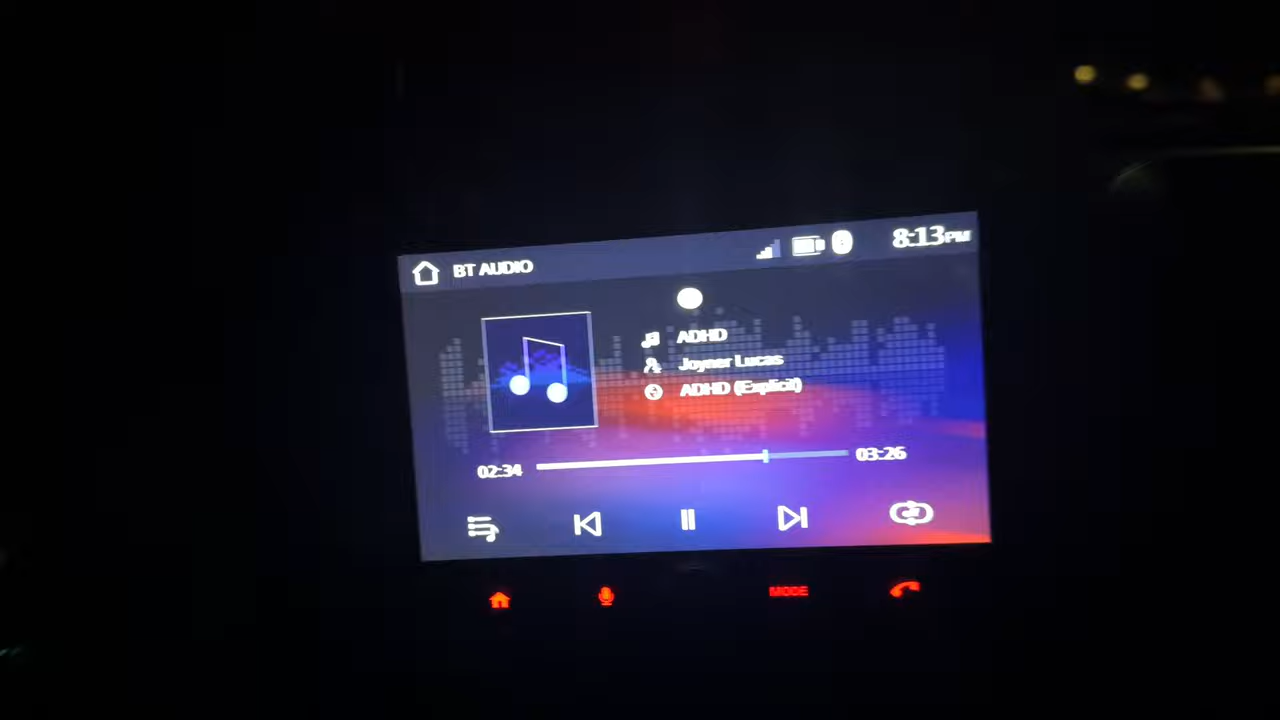 BT AUDIO
8:13PM
ADHD
Joyner Lucas
ADHD (Explicit)
02:34
03:26
MODE